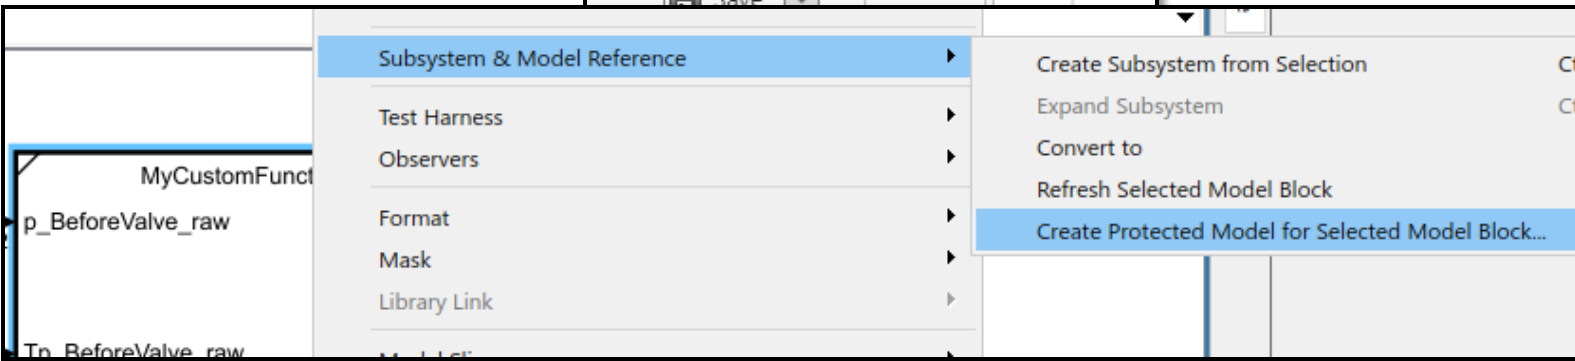 Save
Subsystem & Model Reference
Create Subsystem from Selection
Expand Subsystem
Test Harness
Convert to
Observers
MyCustomFunct
Refresh Selected Model Block
p_BeforeValve_raw
Format
Create Protected Model for Selected Model Block...
Mask
Library Link
Tp_BeforeValve_raw